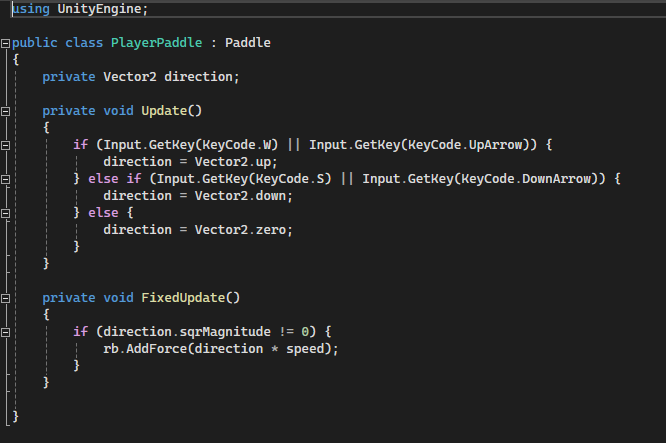 using UnityEngine;
public class PlayerPaddle : Paddle
{
    private Vector2 direction;
    private void Update()
    {
        if (Input.GetKey(KeyCode.W) || Input.GetKey(KeyCode.UpArrow)) {
            direction = Vector2.up;
        } else if (Input.GetKey(KeyCode.S) || Input.GetKey(KeyCode.DownArrow)) {
            direction = Vector2.down;
        } else {
            direction = Vector2.zero;
        }
    }
    private void FixedUpdate()
    {
        if (direction.sqrMagnitude != 0) {
            rb.AddForce(direction * speed);
        }
    }
}